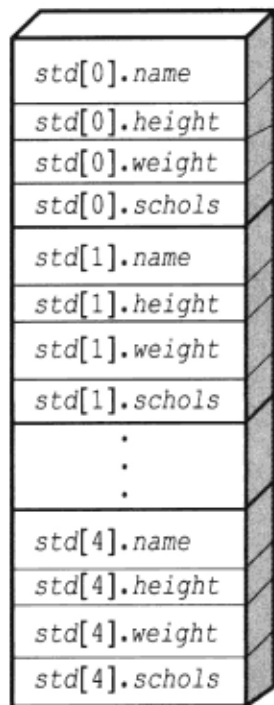 std[0].name
std[0].height
std[0].weight
std[0].schols
std[1].name
std[1].height
std[1].weight
std[1].schols
.
.
.
std[4].name
std[4].height
std[4].weight
std[4].schols